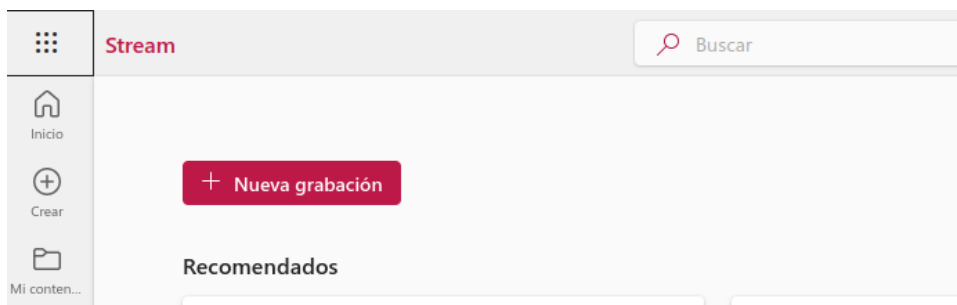 Stream
Buscar
Inicio
Crear
Mi conten...
Nueva grabación
Recomendados